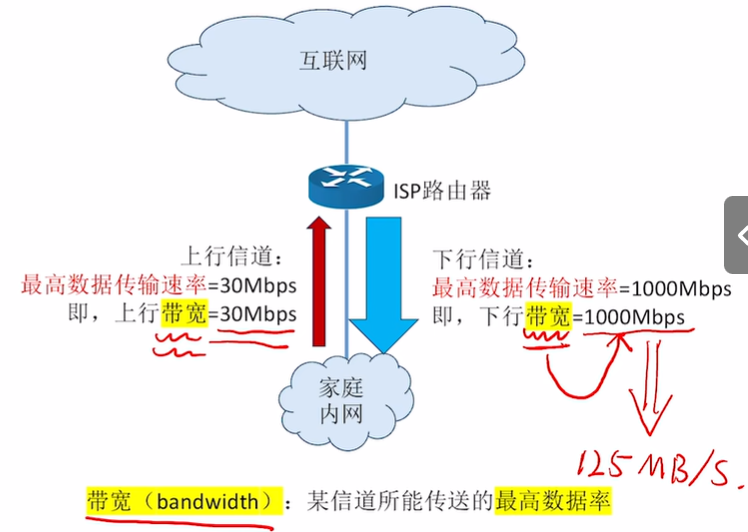 互联网
ISP路由器
上行信道：
最高数据传输速率=30Mbps
即，上行带宽=30Mbps
下行信道：
最高数据传输速率=1000Mbps
即，下行带宽=1000Mbps
家庭
内网
125MB/S.
带宽（bandwidth）：某信道所能传送的最高数据率